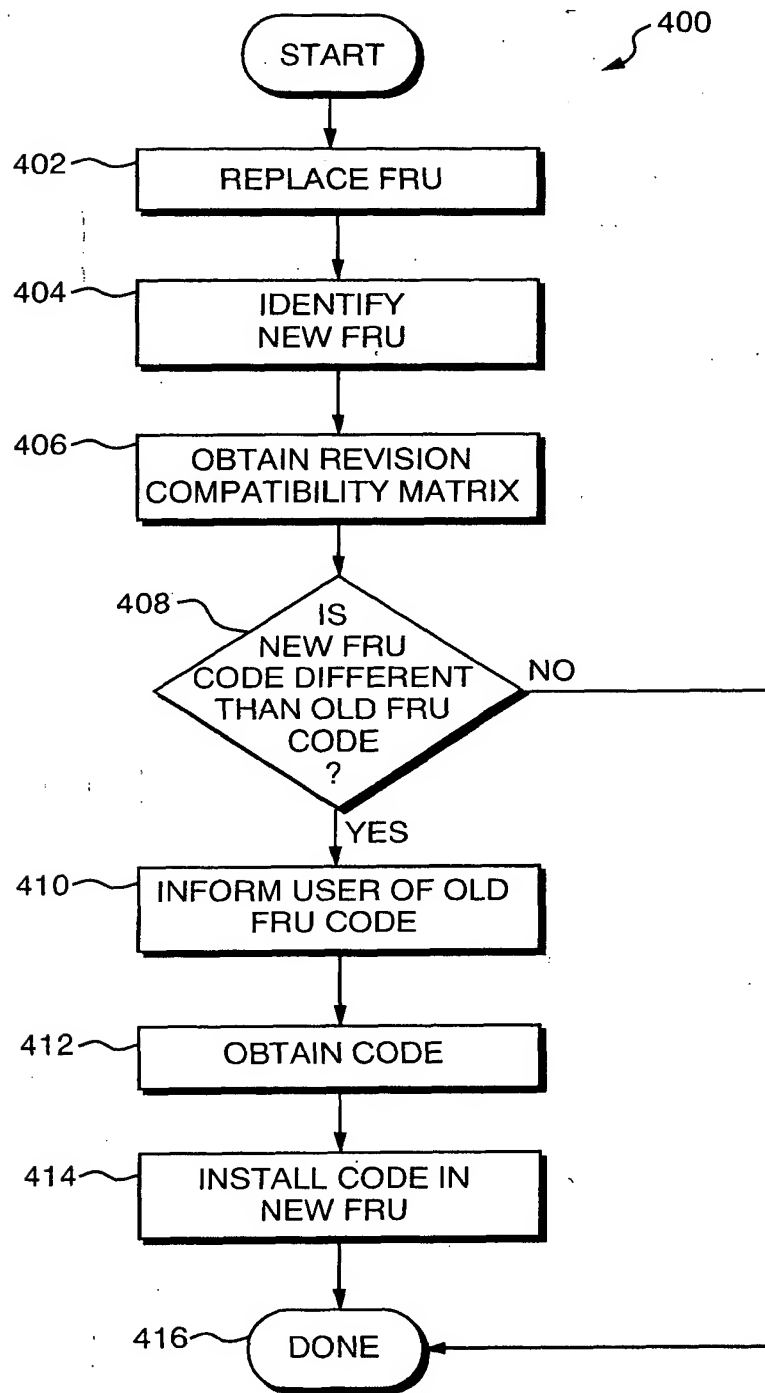 400
START
402
REPLACE FRU
404
IDENTIFY
NEW FRU
406
OBTAIN REVISION
COMPATIBILITY MATRIX
408
IS
NEW FRU
CODE DIFFERENT
THAN OLD FRU
CODE
?
NO
YES
410
INFORM USER OF OLD
FRU CODE
412
OBTAIN CODE
414
INSTALL CODE IN
NEW FRU
416
DONE